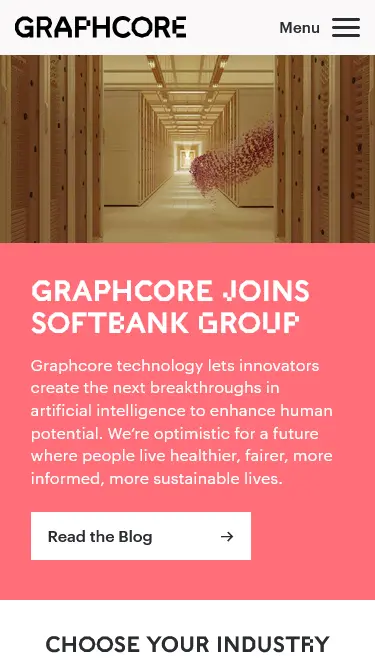 GRAPHCORE
Menu
GRAPHCORE JOINS
SOFTBANK GROUP
Graphcore technology lets innovators
create the next breakthroughs in
artificial intelligence to enhance human
potential. We’re optimistic for a future
where people live healthier, fairer, more
informed, more sustainable lives.
Read the Blog →
CHOOSE YOUR INDUSTRY